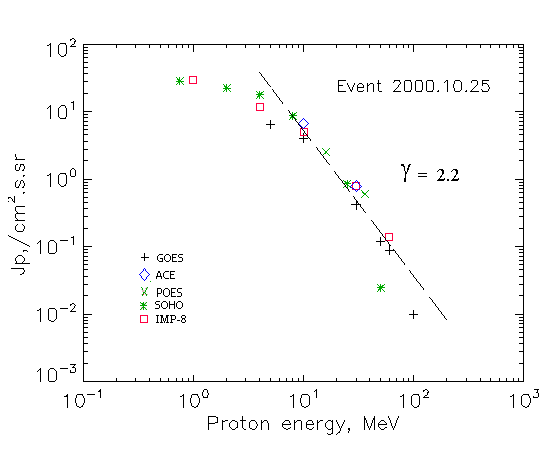 10²
Event 2000.10.25
10¹
γ = 2.2
10⁰
Jp,/cm².s.sr
10⁻¹
GOES
ACE
POES
SOHO
IMP-8
10⁻²
10⁻³
10⁻¹ 10⁰ 10¹ 10² 10³
Proton energy, MeV